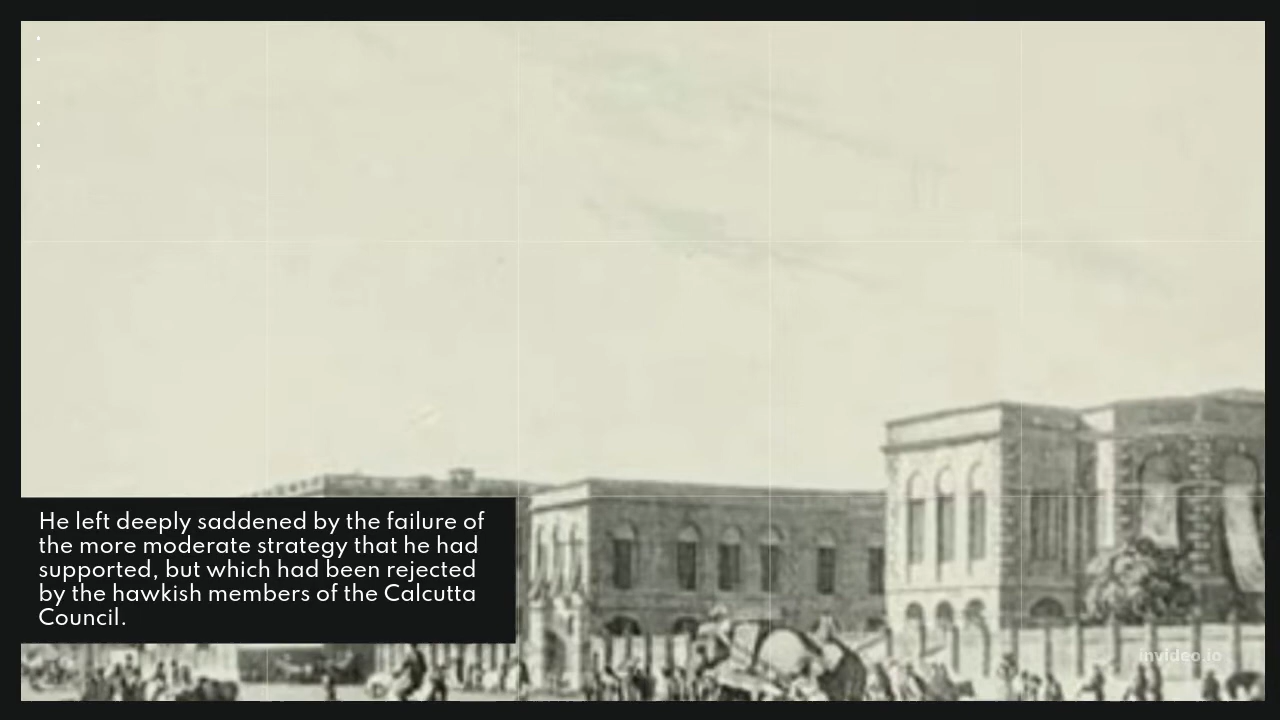 He left deeply saddened by the failure of
the more moderate strategy that he had
supported, but which had been rejected
by the hawkish members of the Calcutta
Council.
invideo.io